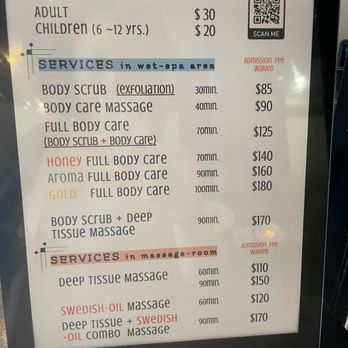 ADULT $30
CHILDREN (6 ~12 YRS.) $20
SCAN ME
SERVICES in wet-spa area Admission Fee Waived
BODY SCRUB (EXFOLIATION) 30min. $85
BODY CARE MASSAGE 40min. $90
FULL BODY CARE 70min. $125
(BODY SCRUB + BODY CARE)
HONEY FULL BODY CARE 70min. $140
AROMA FULL BODY CARE 90min. $160
GOLD FULL BODY CARE 100min. $180
BODY SCRUB + DEEP TISSUE MASSAGE 90min. $170
SERVICES in massage-room Admission Fee Waived
DEEP TISSUE MASSAGE 60min. $110
90min. $150
SWEDISH-OIL MASSAGE 60min. $120
DEEP TISSUE + SWEDISH
-OIL COMBO MASSAGE 90min. $170